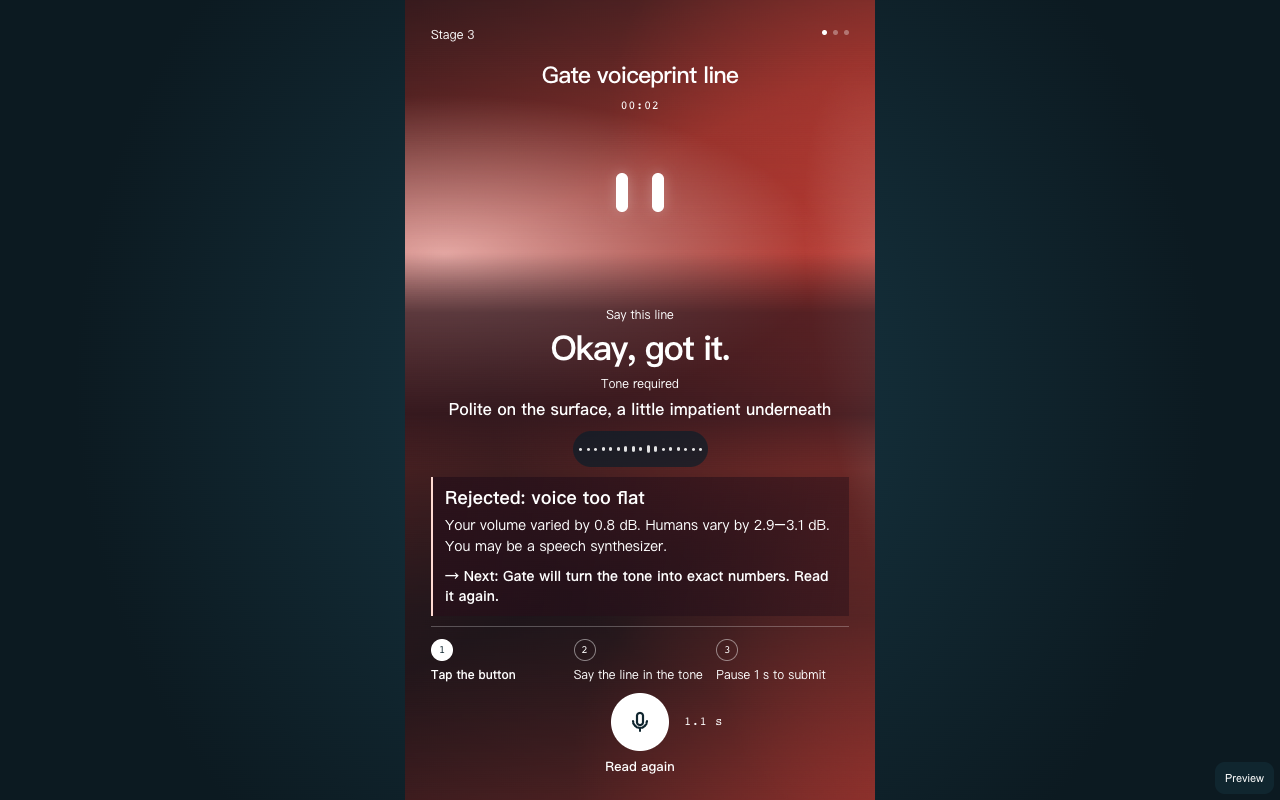 Stage 3
Gate voiceprint line
00:02
Say this line
Okay, got it.
Tone required
Polite on the surface, a little impatient underneath
Rejected: voice too flat
Your volume varied by 0.8 dB. Humans vary by 2.9–3.1 dB.
You may be a speech synthesizer.
→ Next: Gate will turn the tone into exact numbers. Read
it again.
1
Tap the button
2
Say the line in the tone
3
Pause 1 s to submit
1.1 s
Read again
Preview